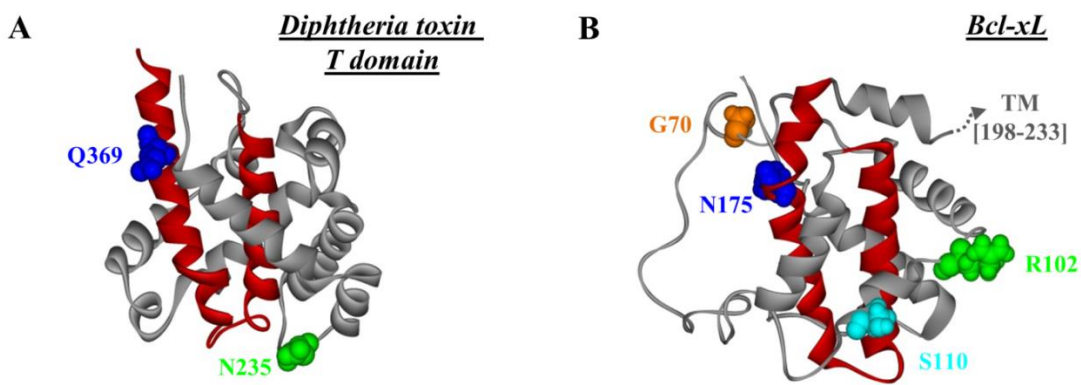 A
Diphtheria toxin
T domain
Q369
N235
B
Bcl-xL
G70
TM
[198-233]
N175
R102
S110